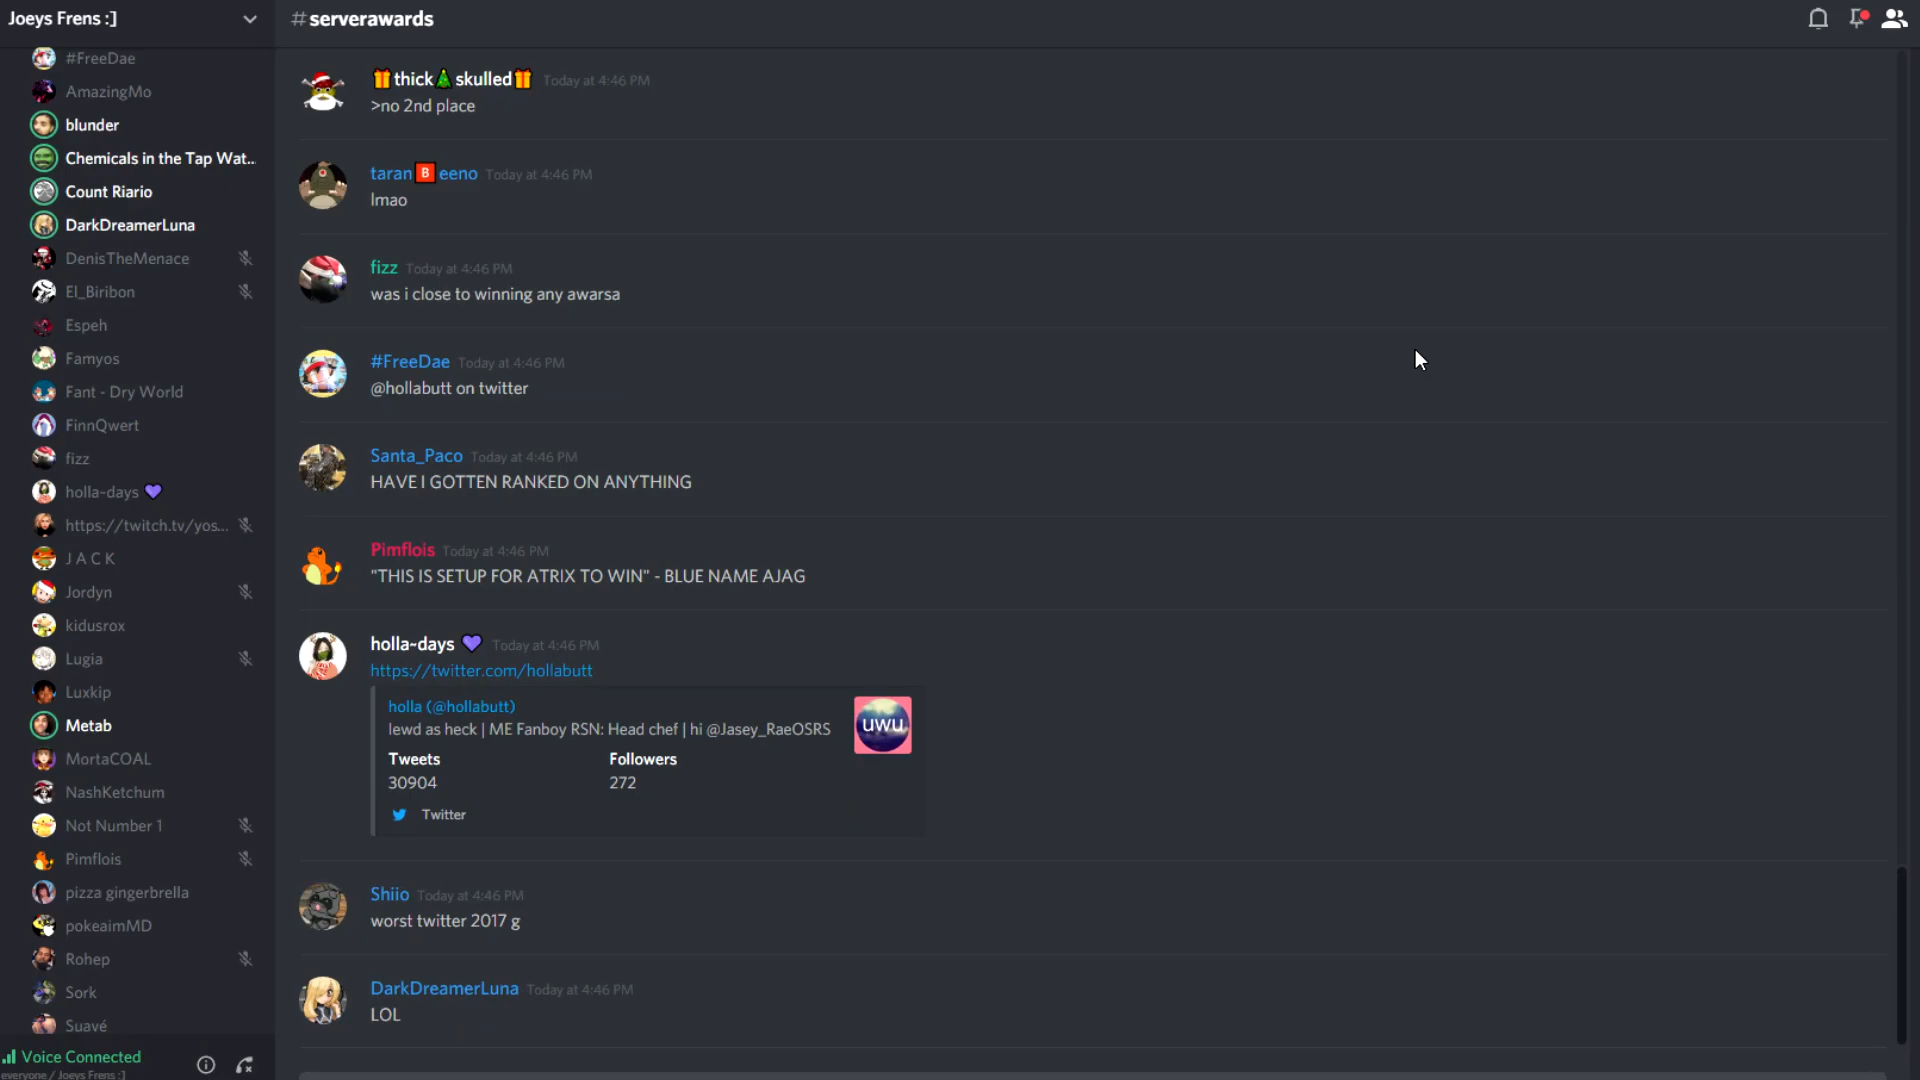 Joeys Frens :]
#FreeDae
AmazingMo
blunder
Chemicals in the Tap Wat...
Count Riario
DarkDreamerLuna
DenisTheMenace
El_Biribon
Espeh
Famyos
Fant - Dry World
FinnQwert
fizz
holla~days 💜
https://twitch.tv/yos...
J A C K
Jordyn
kidusrox
Lugia
Luxkip
Metab
MortaCOAL
NashKetchum
Not Number 1
Pimflois
pizza gingerbrella
pokeaimMD
Rohep
Sork
Suavé
Voice Connected
everyone / Joeys Frens :]
#serverawards
🎁thick🎄skulled🎁 Today at 4:46 PM
>no 2nd place
taran🅱eeno Today at 4:46 PM
lmao
fizz Today at 4:46 PM
was i close to winning any awarsa
#FreeDae Today at 4:46 PM
@hollabutt on twitter
Santa_Paco Today at 4:46 PM
HAVE I GOTTEN RANKED ON ANYTHING
Pimflois Today at 4:46 PM
"THIS IS SETUP FOR ATRIX TO WIN" - BLUE NAME AJAG
holla~days 💜 Today at 4:46 PM
https://twitter.com/hollabutt
holla (@hollabutt)
lewd as heck | ME Fanboy RSN: Head chef | hi @Jasey_RaeOSRS
uwu
Tweets Followers
30904 272
Twitter
Shiio Today at 4:46 PM
worst twitter 2017 g
DarkDreamerLuna Today at 4:46 PM
LOL